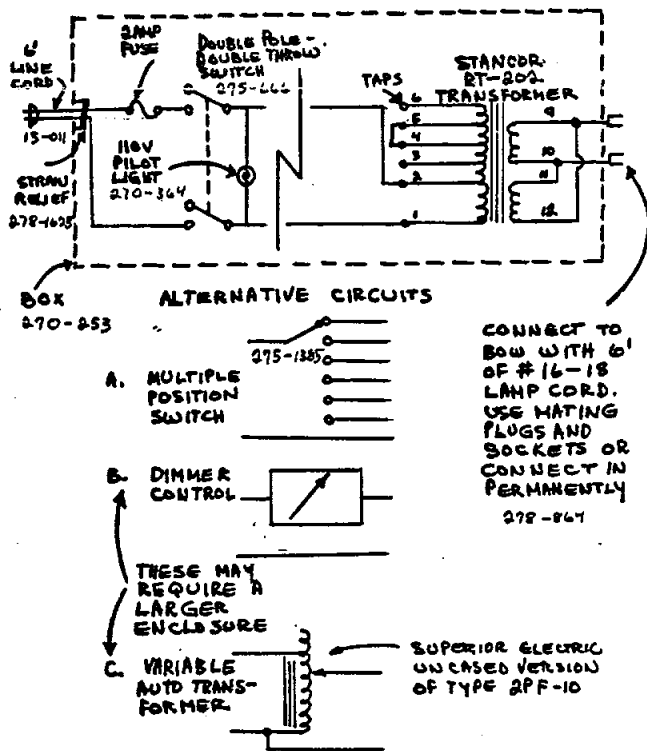 6'
LINE
CORD
15-011
STRAIN
RELIEF
278-1625
BOX
270-253
2AMP
FUSE
DOUBLE POLE-
DOUBLE THROW
SWITCH
275-666
110V
PILOT
LIGHT
270-364
TAPS
6
5
4
3
2
1
STANCOR
RT-202
TRANSFORMER
9
10
11
12
CONNECT TO
BOW WITH 6'
OF #16-18
LAMP CORD.
USE MATING
PLUGS AND
SOCKETS OR
CONNECT IN
PERMANENTLY
278-867
ALTERNATIVE CIRCUITS
275-1385
A. MULTIPLE
POSITION
SWITCH
B. DIMMER
CONTROL
THESE MAY
REQUIRE A
LARGER
ENCLOSURE
C. VARIABLE
AUTO TRANS-
FORMER
SUPERIOR ELECTRIC
UNCASED VERSION
OF TYPE 2PF-10